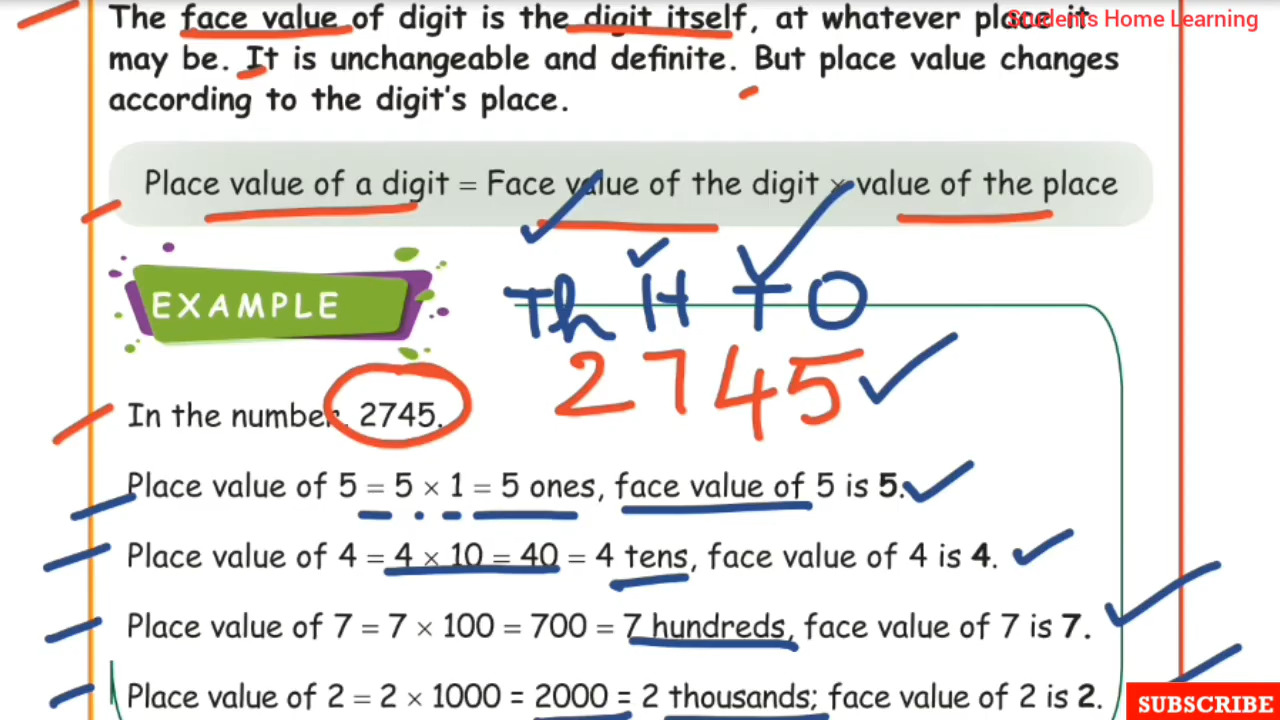 Students Home Learning
The face value of digit is the digit itself, at whatever place it
may be. It is unchangeable and definite. But place value changes
according to the digit's place.
Place value of a digit = Face value of the digit × value of the place
EXAMPLE
Th H T O
2 7 4 5
In the number, 2745.
Place value of 5 = 5 × 1 = 5 ones, face value of 5 is 5.
Place value of 4 = 4 × 10 = 40 = 4 tens, face value of 4 is 4.
Place value of 7 = 7 × 100 = 700 = 7 hundreds, face value of 7 is 7.
Place value of 2 = 2 × 1000 = 2000 = 2 thousands; face value of 2 is 2.
SUBSCRIBE